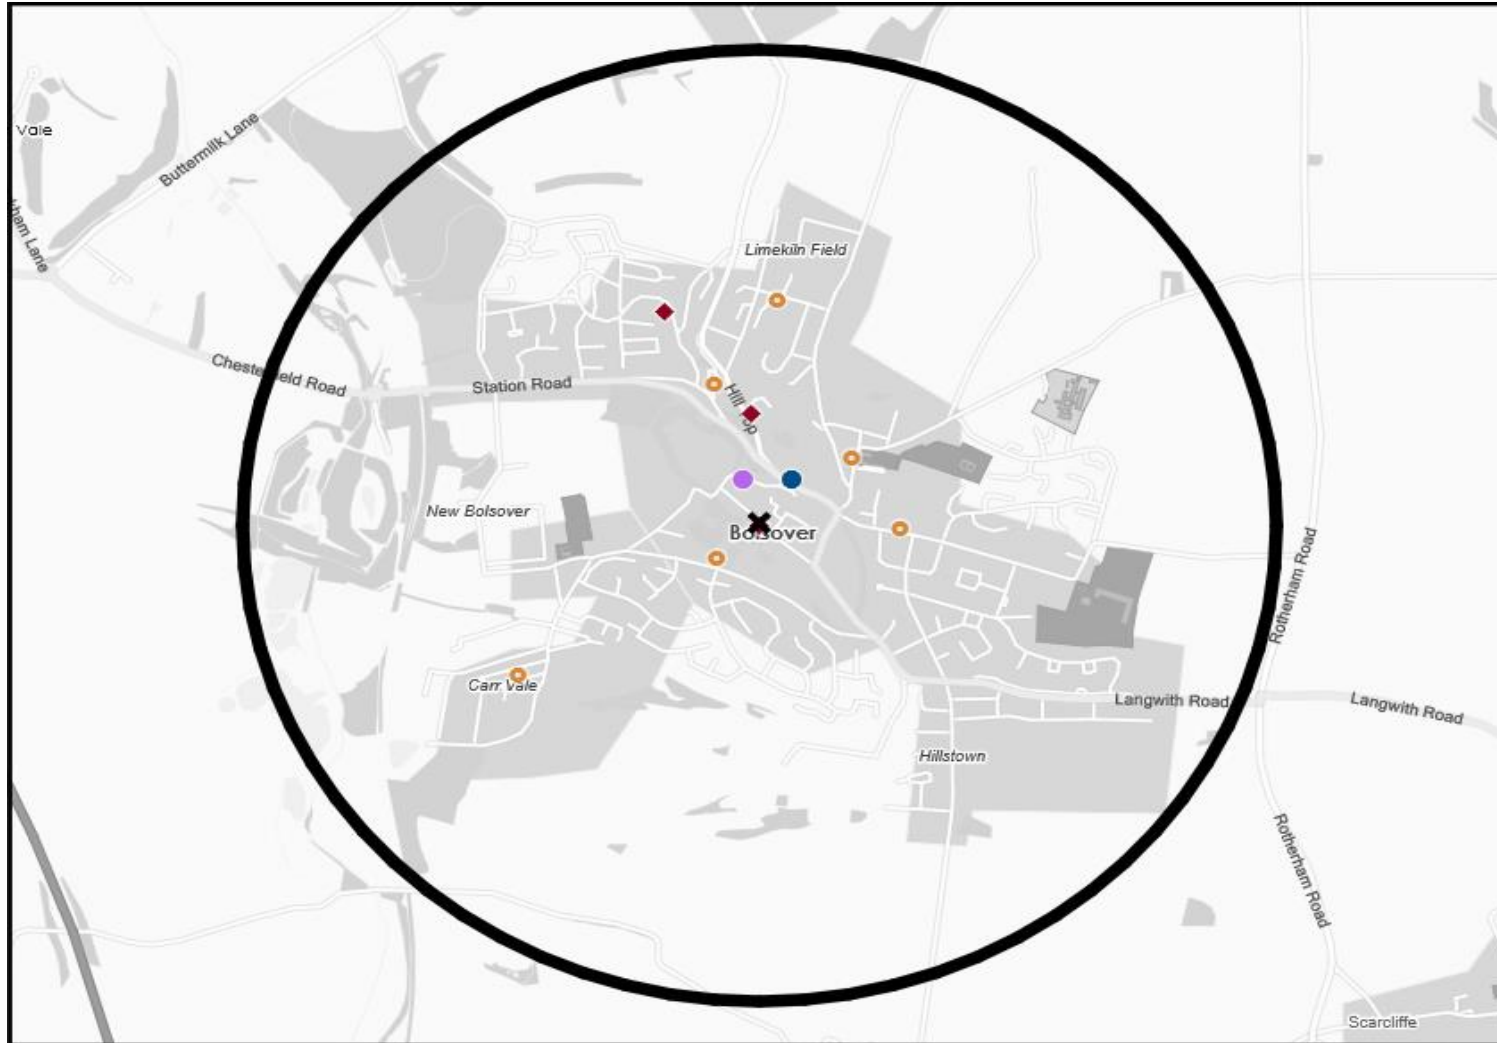 Vale
Buttermilk Lane
kham Lane
Limekiln Field
Chesterfield Road
Station Road
Hill Top
New Bolsover
Bolsover
Rotherham Road
Carr Vale
Langwith Road
Langwith Road
Hillstown
Rotherham Road
Scarcliffe